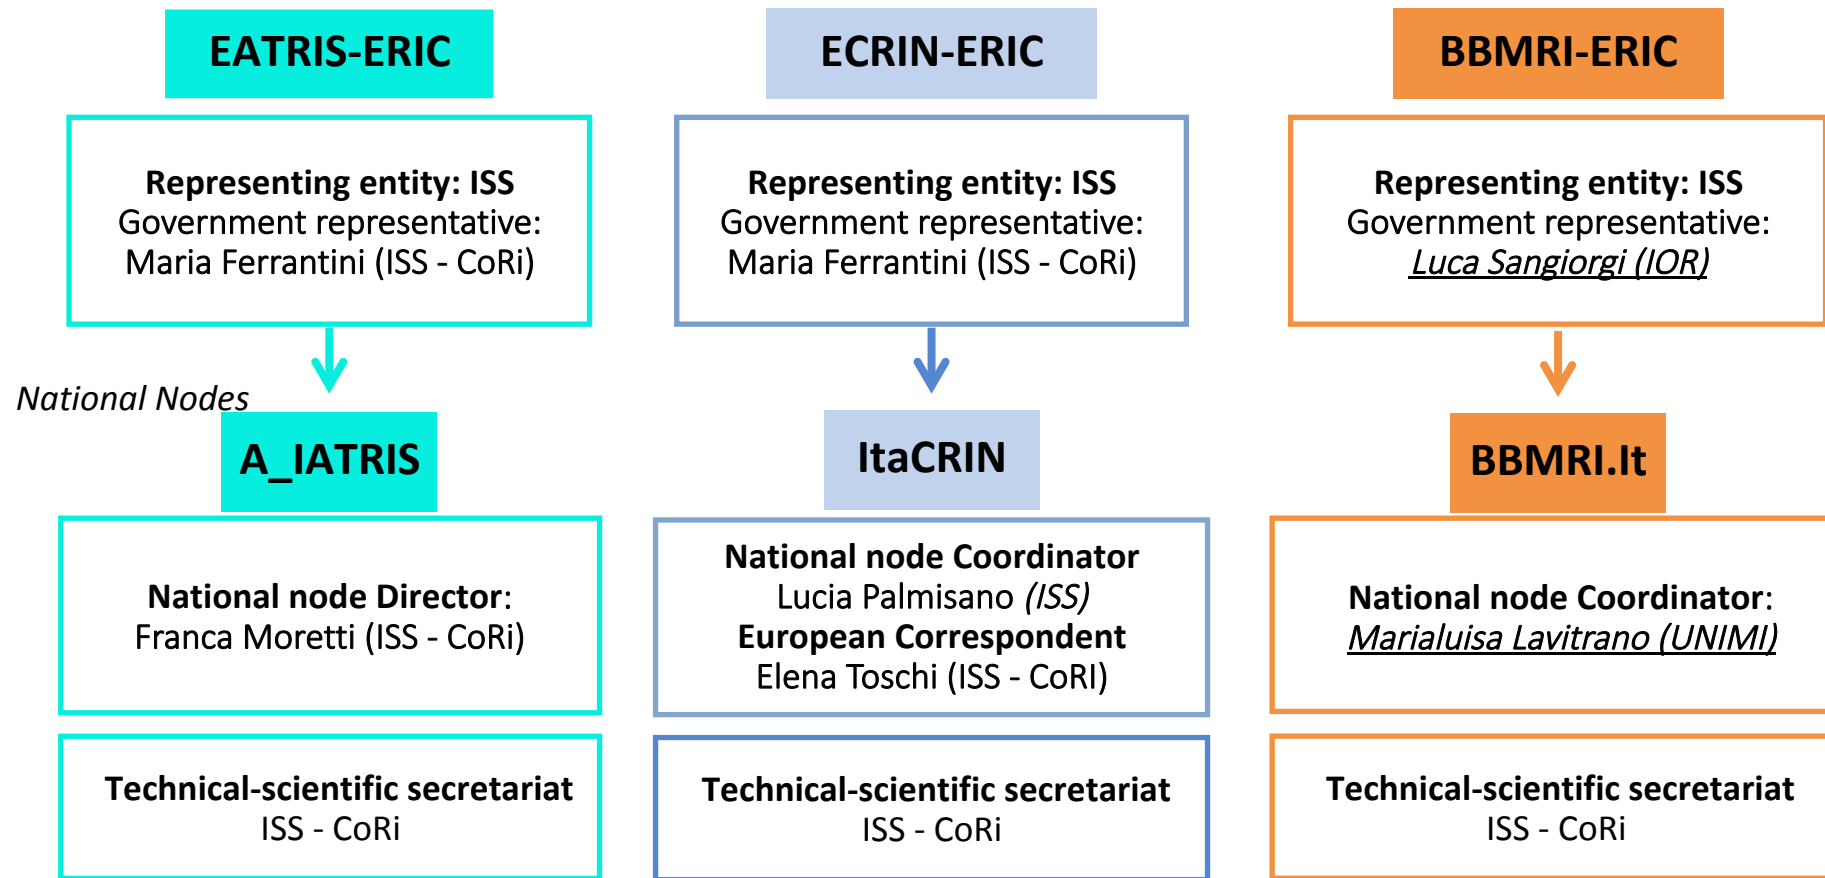 EATRIS-ERIC
Representing entity: ISS
Government representative:
Maria Ferrantini (ISS - CoRi)
ECRIN-ERIC
Representing entity: ISS
Government representative:
Maria Ferrantini (ISS - CoRi)
BBMRI-ERIC
Representing entity: ISS
Government representative:
Luca Sangiorgi (IOR)
National Nodes
A_IATRIS
National node Director:
Franca Moretti (ISS - CoRi)
Technical-scientific secretariat
ISS - CoRi
ItaCRIN
National node Coordinator
Lucia Palmisano (ISS)
European Correspondent
Elena Toschi (ISS - CoRI)
Technical-scientific secretariat
ISS - CoRi
BBMRI.It
National node Coordinator:
Marialuisa Lavitrano (UNIMI)
Technical-scientific secretariat
ISS - CoRi